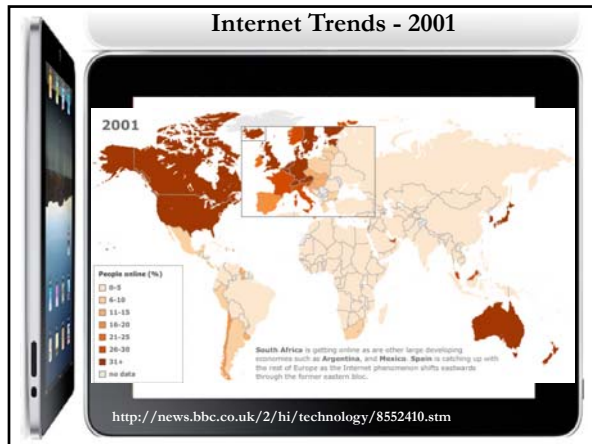 Internet Trends - 2001
2001
People online (%)
0-5
6-10
11-15
16-20
21-25
26-30
31+
no data
South Africa is getting online as are other large developing
economies such as Argentina, and Mexico. Spain is catching up with
the rest of Europe as the Internet phenomenon shifts eastwards
through the former eastern bloc.
http://news.bbc.co.uk/2/hi/technology/8552410.stm